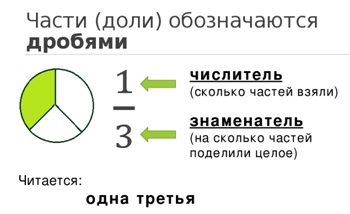 Части (доли) обозначаются
дробями
1
3
числитель
(сколько частей взяли)
знаменатель
(на сколько частей
поделили целое)
Читается:
одна третья